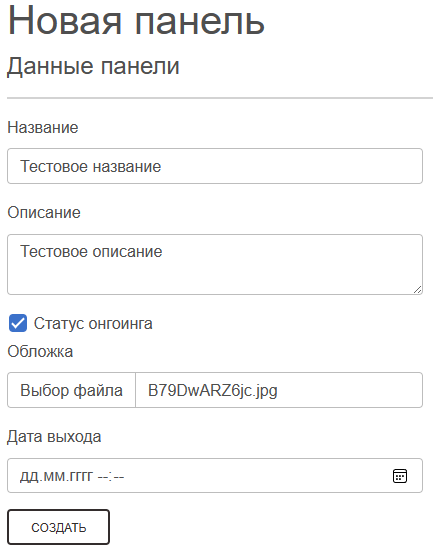 Новая панель
Данные панели
Название
Тестовое название
Описание
Тестовое описание
Статус онгоинга
Обложка
Выбор файла B79DwARZ6jc.jpg
Дата выхода
дд.мм.гггг --:--
СОЗДАТЬ